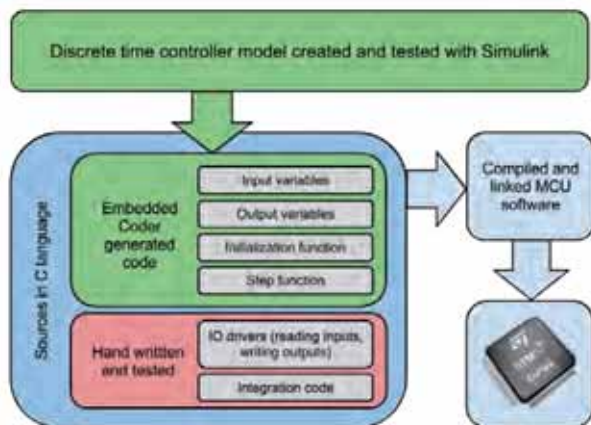 Discrete time controller model created and tested with Simulink
Sources in C language
Embedded
Coder
generated
code
Input variables
Output variables
Initialization function
Step function
Hand written
and tested
IO drivers (reading inputs,
writing outputs)
Integration code
Compiled and
linked MCU
software